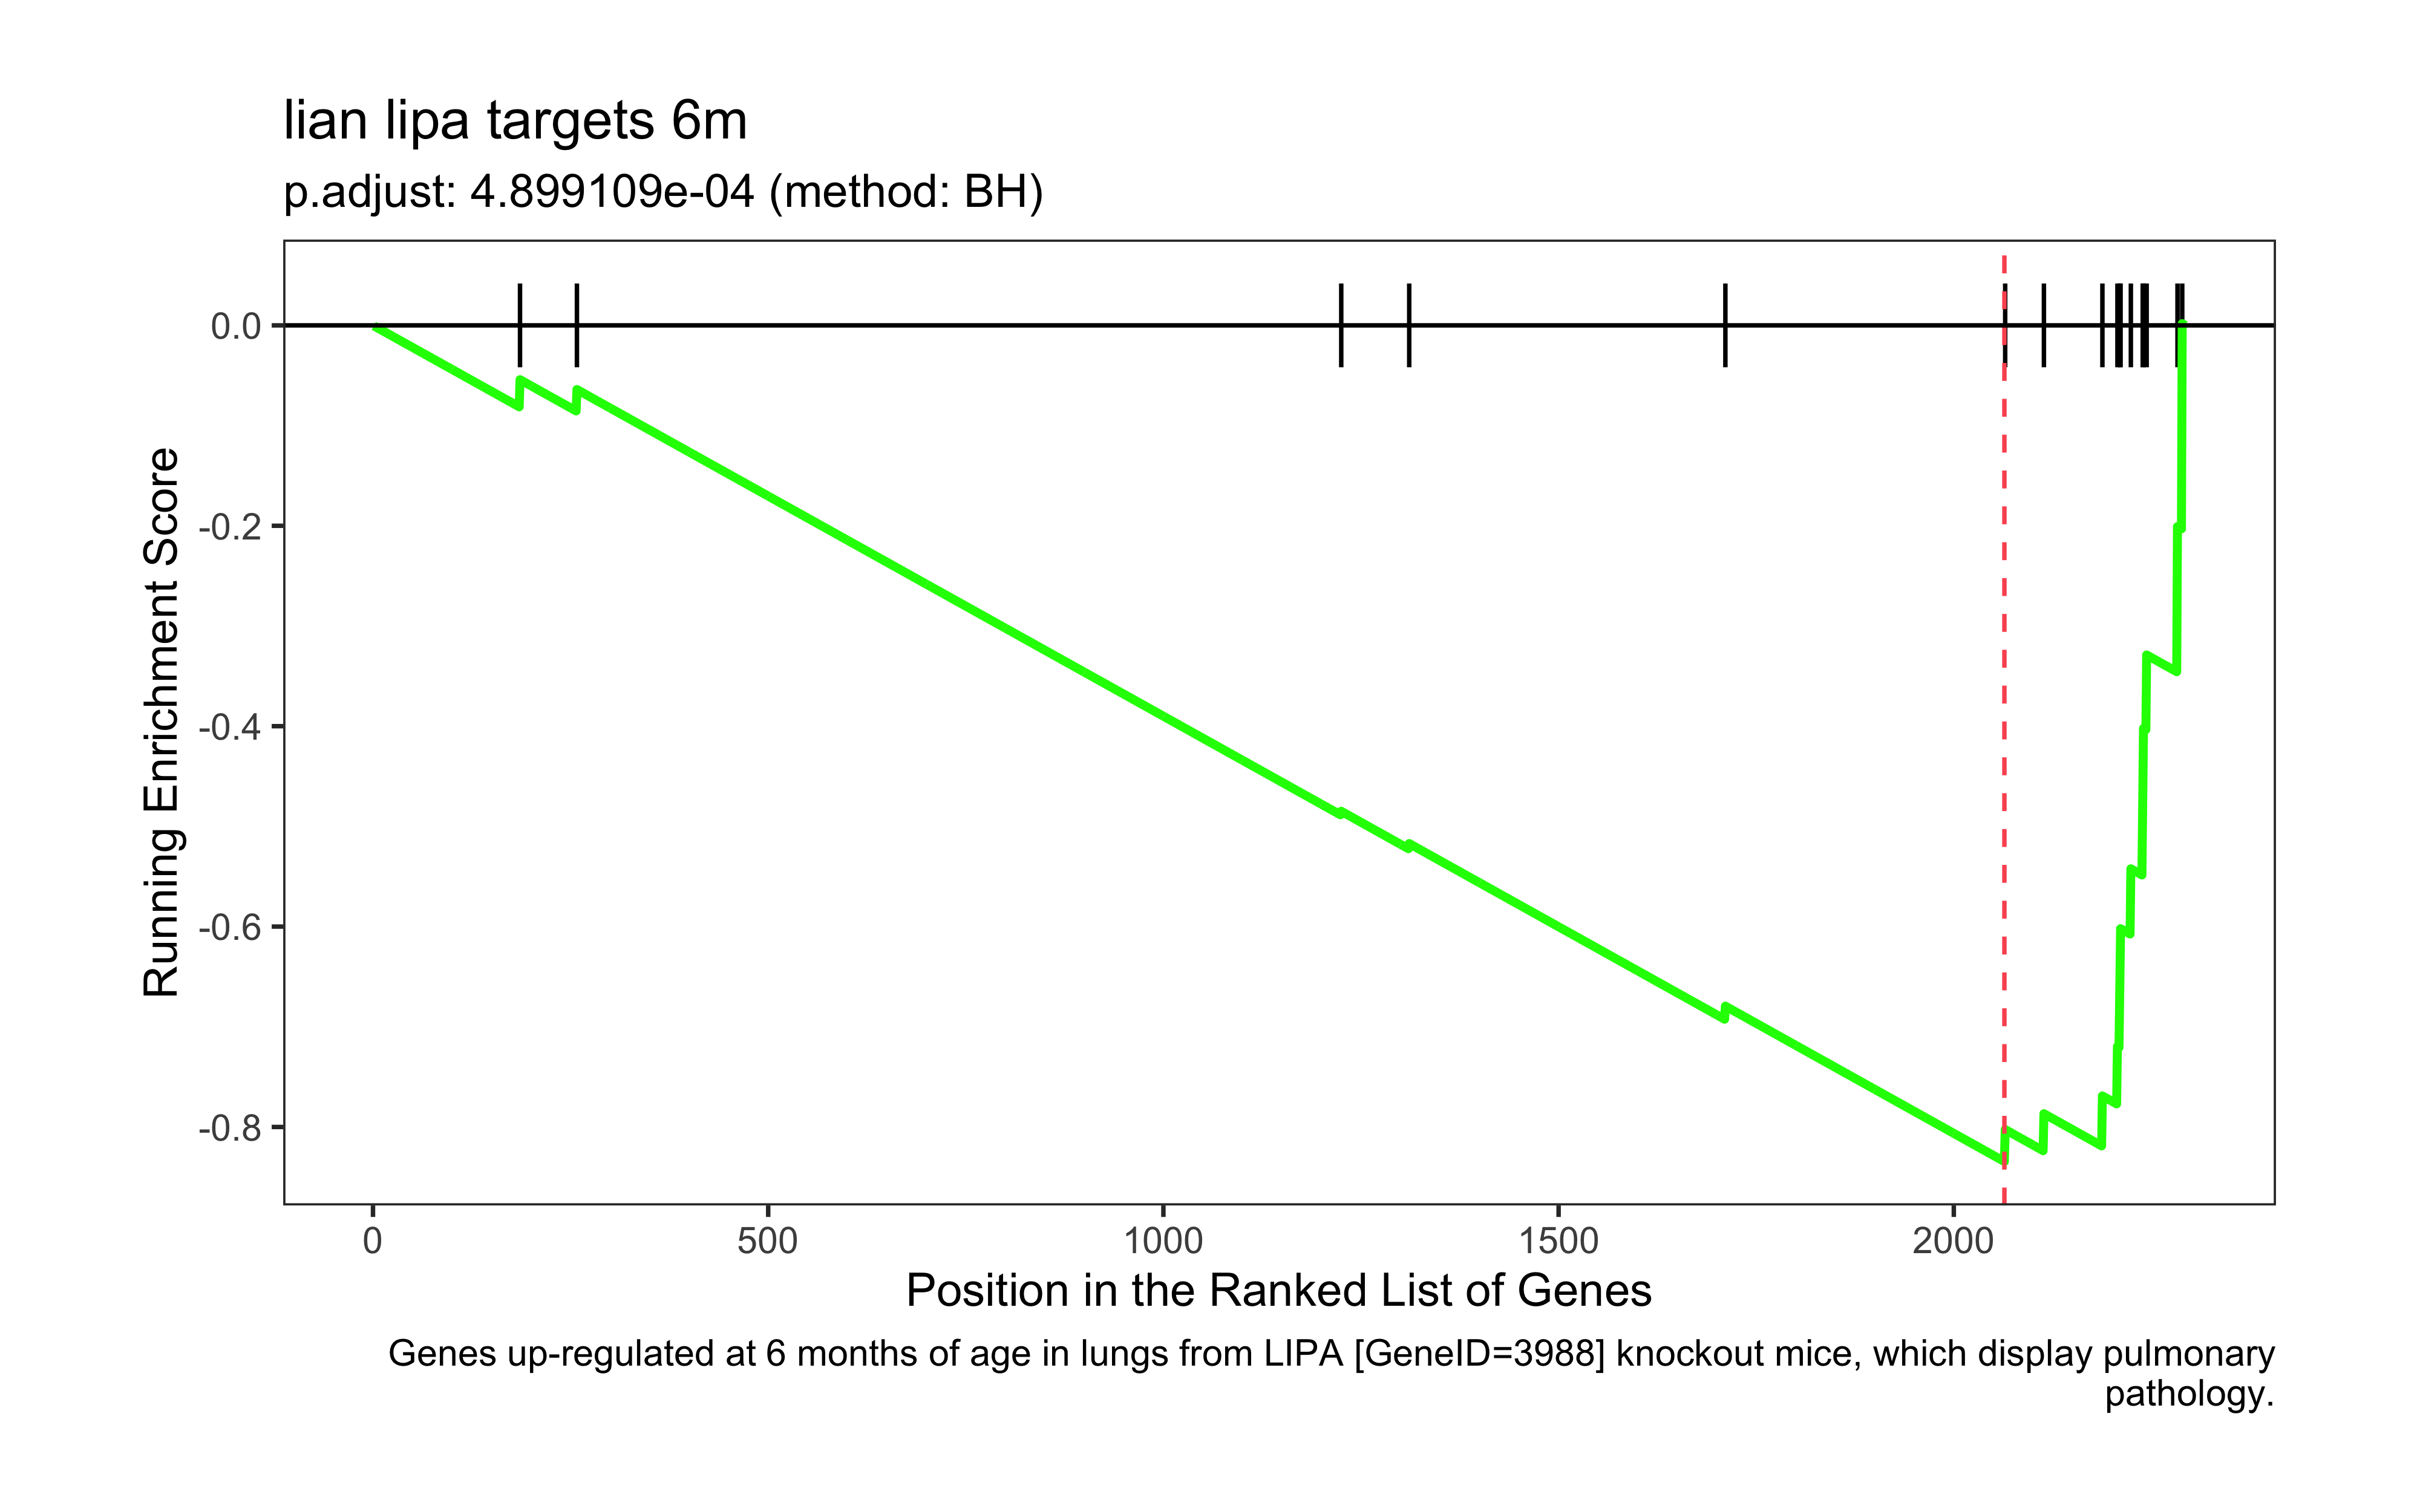 lian lipa targets 6m
p.adjust: 4.899109e-04 (method: BH)
Running Enrichment Score
0.0
-0.2
-0.4
-0.6
-0.8
0 500 1000 1500 2000
Position in the Ranked List of Genes
Genes up-regulated at 6 months of age in lungs from LIPA [GeneID=3988] knockout mice, which display pulmonary
pathology.